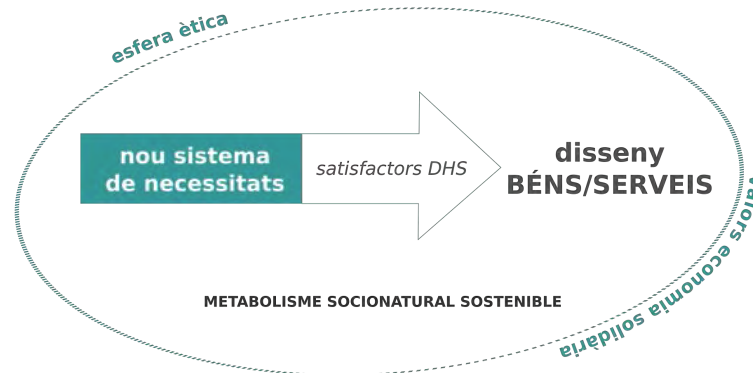 esfera ètica
nou sistema
de necessitats
satisfactors DHS
disseny
BÉNS/SERVEIS
valors economia solidària
METABOLISME SOCIONATURAL SOSTENIBLE